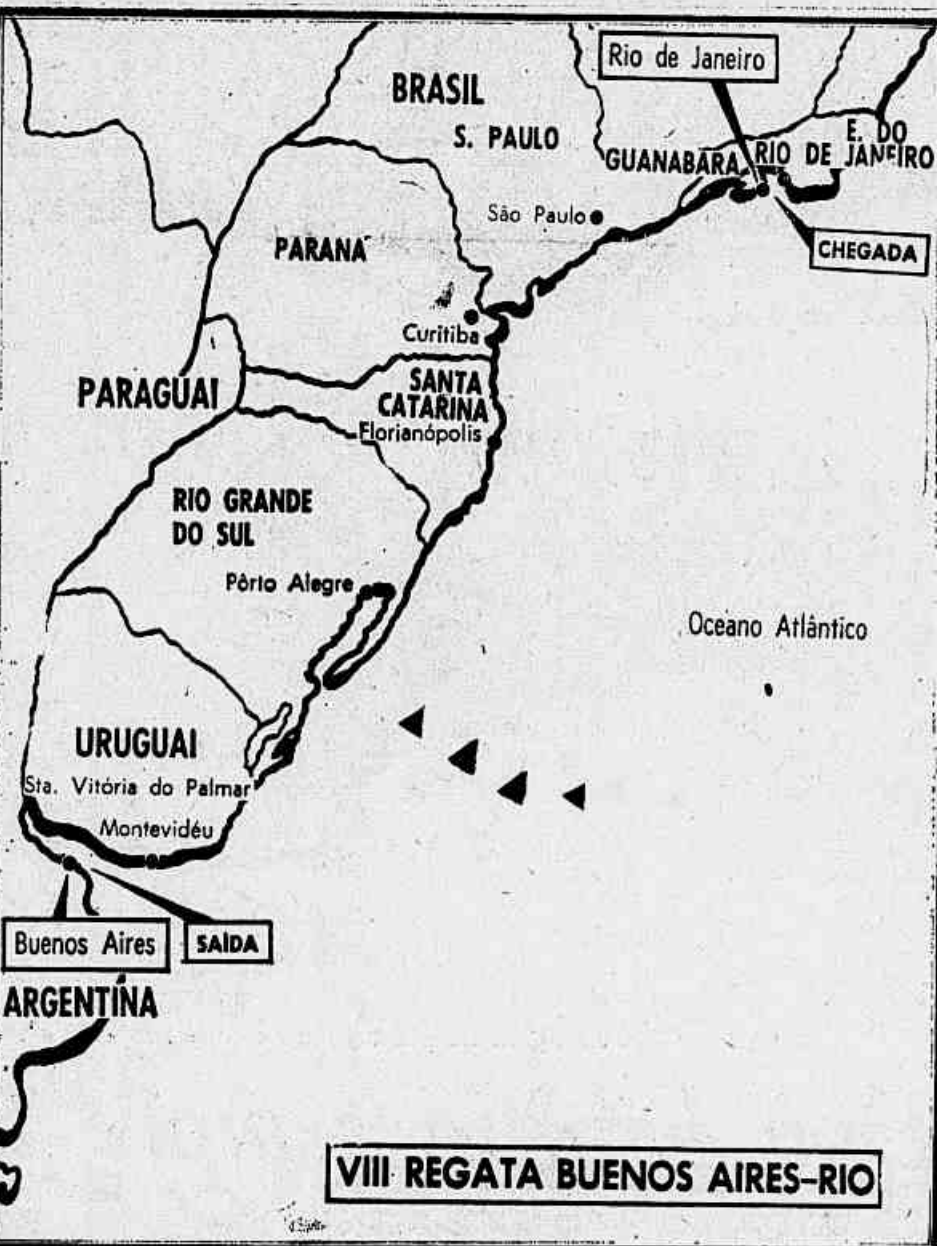 Rio de Janeiro
BRASIL
S. PAULO
E. DO
GUANABARA RIO DE JANEIRO
São Paulo
CHEGADA
PARANÁ
Curitiba
PARAGUAI
SANTA
CATARINA
Florianópolis
RIO GRANDE
DO SUL
Pôrto Alegre
Oceano Atlântico
URUGUAI
Sta. Vitória do Palmar
Montevidéu
Buenos Aires
SAÍDA
ARGENTINA
VIII REGATA BUENOS AIRES-RIO